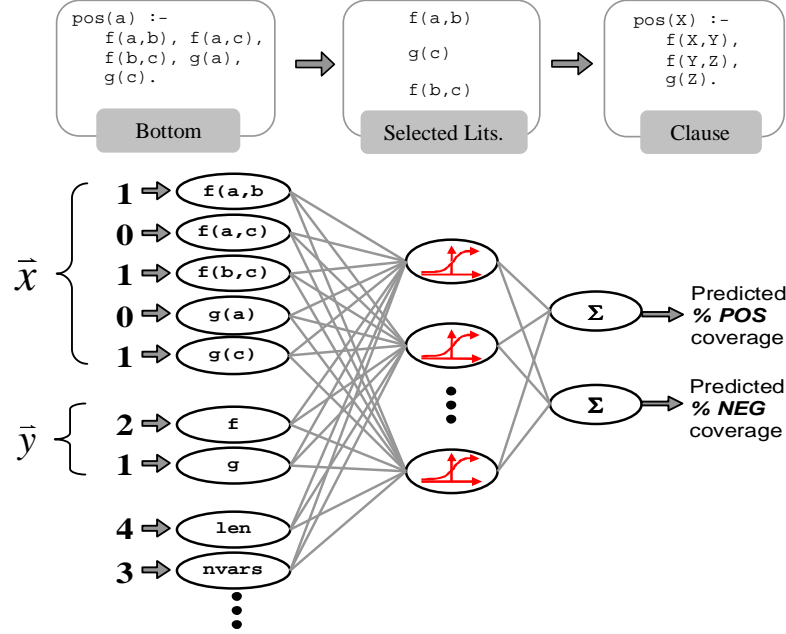 pos(a) :-
f(a,b), f(a,c),
f(b,c), g(a),
g(c).
Bottom
f(a,b)
g(c)
f(b,c)
Selected Lits.
pos(X) :-
f(X,Y),
f(Y,Z),
g(Z).
Clause
x⃗
1 f(a,b
0 f(a,c)
1 f(b,c)
0 g(a)
1 g(c)
y⃗
2 f
1 g
4 len
3 nvars
Σ
Predicted
% POS
coverage
Σ
Predicted
% NEG
coverage